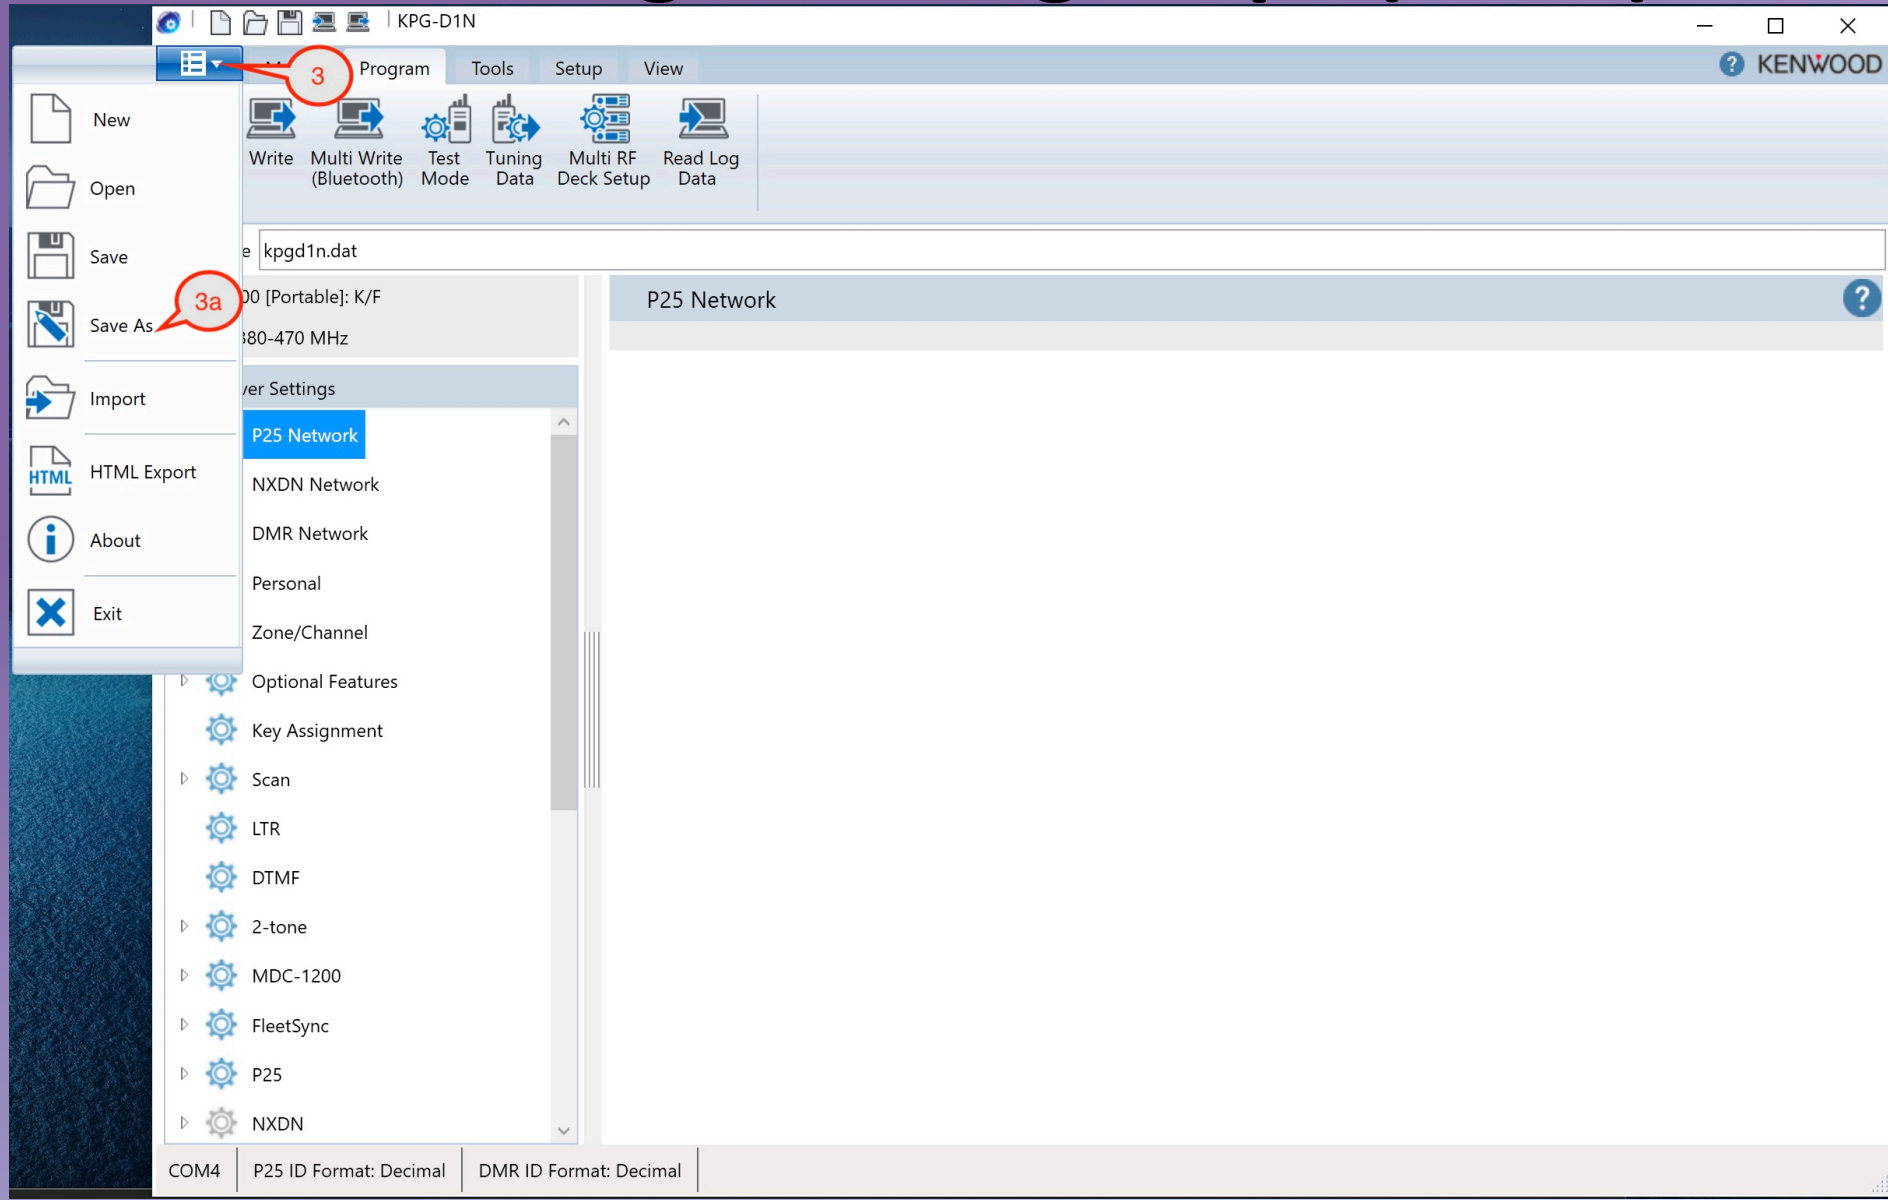 KPG-D1N
3
Program
Tools
Setup
View
KENWOOD
New
Open
Save
Save As
3a
Import
HTML
HTML Export
About
Exit
Write
Multi Write
(Bluetooth)
Test
Mode
Tuning
Data
Multi RF
Deck Setup
Read Log
Data
kpgd1n.dat
00 [Portable]: K/F
380-470 MHz
ver Settings
P25 Network
NXDN Network
DMR Network
Personal
Zone/Channel
Optional Features
Key Assignment
Scan
LTR
DTMF
2-tone
MDC-1200
FleetSync
P25
NXDN
P25 Network
COM4
P25 ID Format: Decimal
DMR ID Format: Decimal